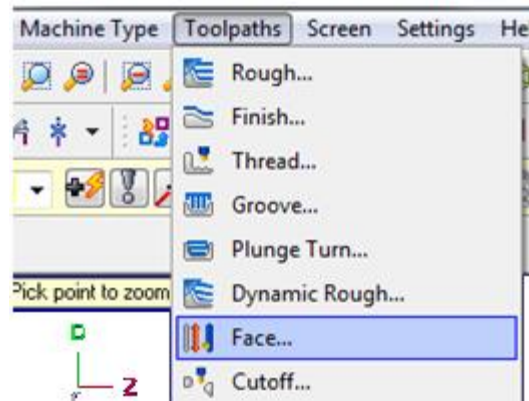 Machine Type Toolpaths Screen Settings He
Rough...
Finish...
Thread...
Groove...
Plunge Turn...
Pick point to zoom
Dynamic Rough...
Face...
D
Z
Cutoff...